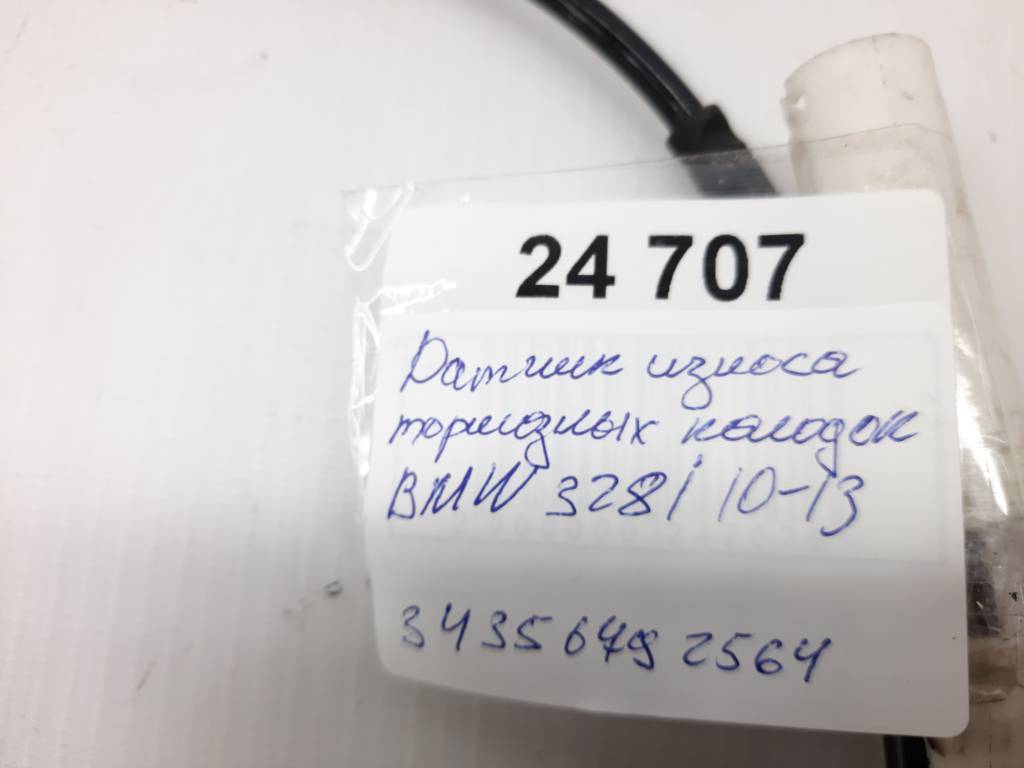 24 707
Датчик износа
тормозных колодок
BMW 328i 10-13
34356792564